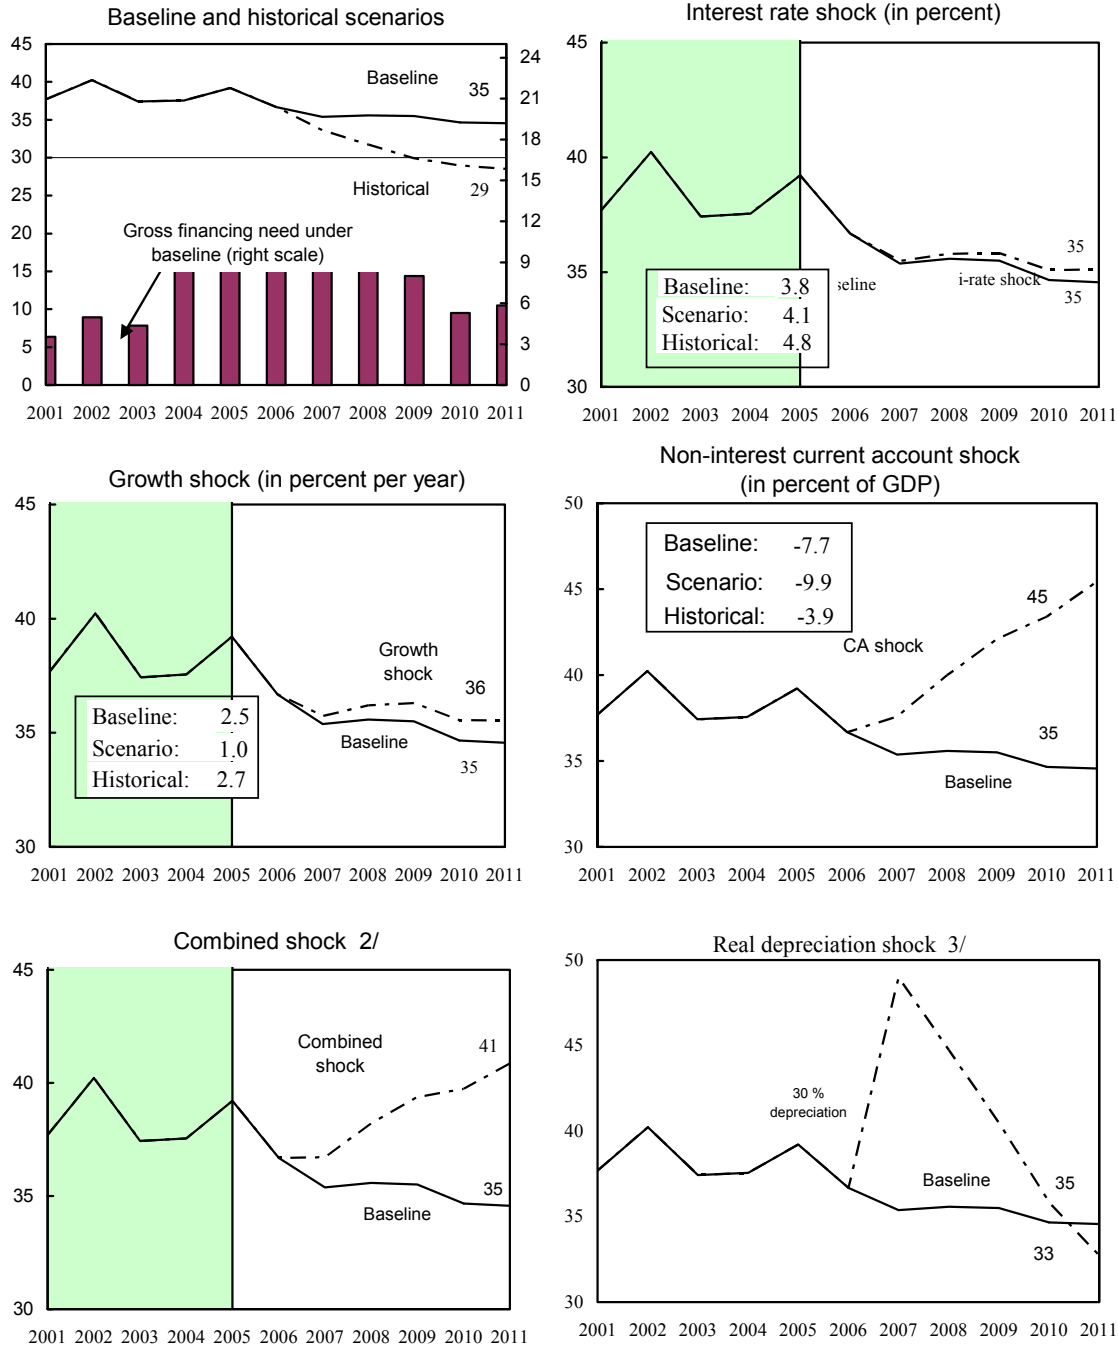 Baseline and historical scenarios
45
40
35
30
25
20
15
10
5
0
24
21
18
15
12
9
6
3
0
Baseline
35
Historical
29
Gross financing need under
baseline (right scale)
2001 2002 2003 2004 2005 2006 2007 2008 2009 2010 2011
Interest rate shock (in percent)
45
40
35
30
Baseline: 3.8
Scenario: 4.1
Historical: 4.8
seline
i-rate shock
35
35
2001 2002 2003 2004 2005 2006 2007 2008 2009 2010 2011
Growth shock (in percent per year)
45
40
35
30
Growth
shock
36
Baseline: 2.5
Scenario: 1.0
Historical: 2.7
Baseline
35
2001 2002 2003 2004 2005 2006 2007 2008 2009 2010 2011
Non-interest current account shock
(in percent of GDP)
50
45
40
35
30
Baseline: -7.7
Scenario: -9.9
Historical: -3.9
45
CA shock
35
Baseline
2001 2002 2003 2004 2005 2006 2007 2008 2009 2010 2011
Combined shock 2/
45
40
35
30
Combined
shock
41
35
Baseline
2001 2002 2003 2004 2005 2006 2007 2008 2009 2010 2011
Real depreciation shock 3/
50
45
40
35
30
30 %
depreciation
Baseline
35
33
2001 2002 2003 2004 2005 2006 2007 2008 2009 2010 2011